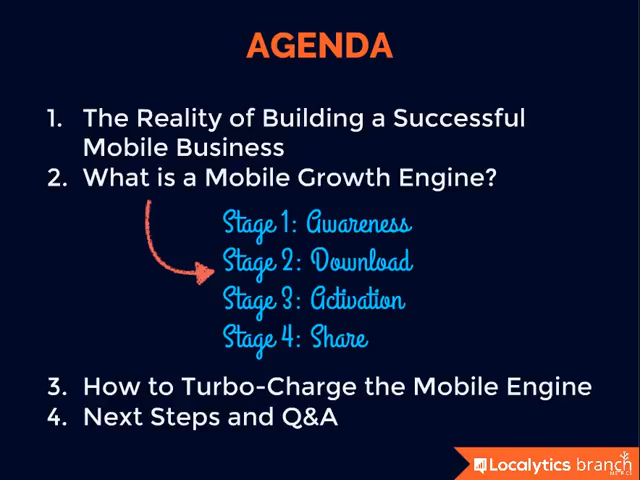 AGENDA
1. The Reality of Building a Successful
Mobile Business
2. What is a Mobile Growth Engine?
Stage 1: Awareness
Stage 2: Download
Stage 3: Activation
Stage 4: Share
3. How to Turbo-Charge the Mobile Engine
4. Next Steps and Q&A
Localytics branch
METRICS